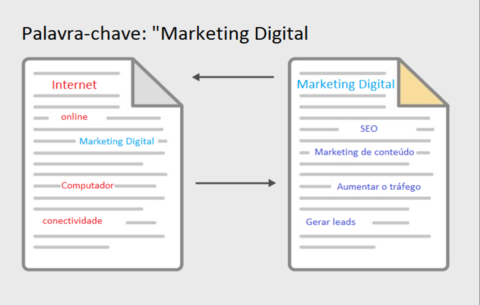 Palavra-chave: "Marketing Digital
Internet
online
Marketing Digital
Computador
conectividade
Marketing Digital
SEO
Marketing de conteúdo
Aumentar o tráfego
Gerar leads